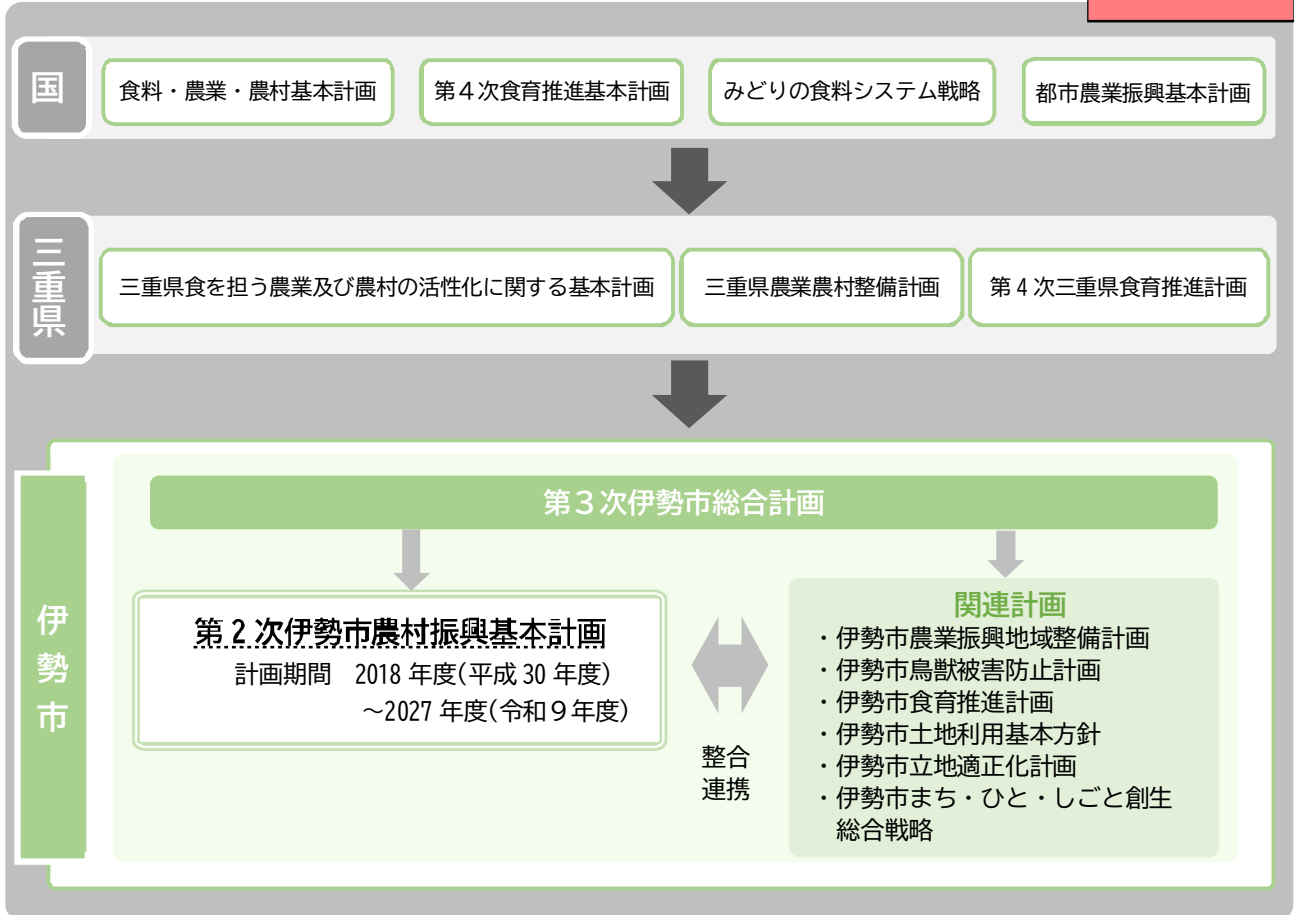 国
食料・農業・農村基本計画
第4次食育推進基本計画
みどりの食料システム戦略
都市農業振興基本計画
三重県
三重県食を担う農業及び農村の活性化に関する基本計画
三重県農業農村整備計画
第4次三重県食育推進計画
伊勢市
第3次伊勢市総合計画
第2次伊勢市農村振興基本計画
計画期間 2018年度(平成30年度)
～2027年度(令和9年度)
整合
連携
関連計画
・伊勢市農業振興地域整備計画
・伊勢市鳥獣被害防止計画
・伊勢市食育推進計画
・伊勢市土地利用基本方針
・伊勢市立地適正化計画
・伊勢市まち・ひと・しごと創生
総合戦略